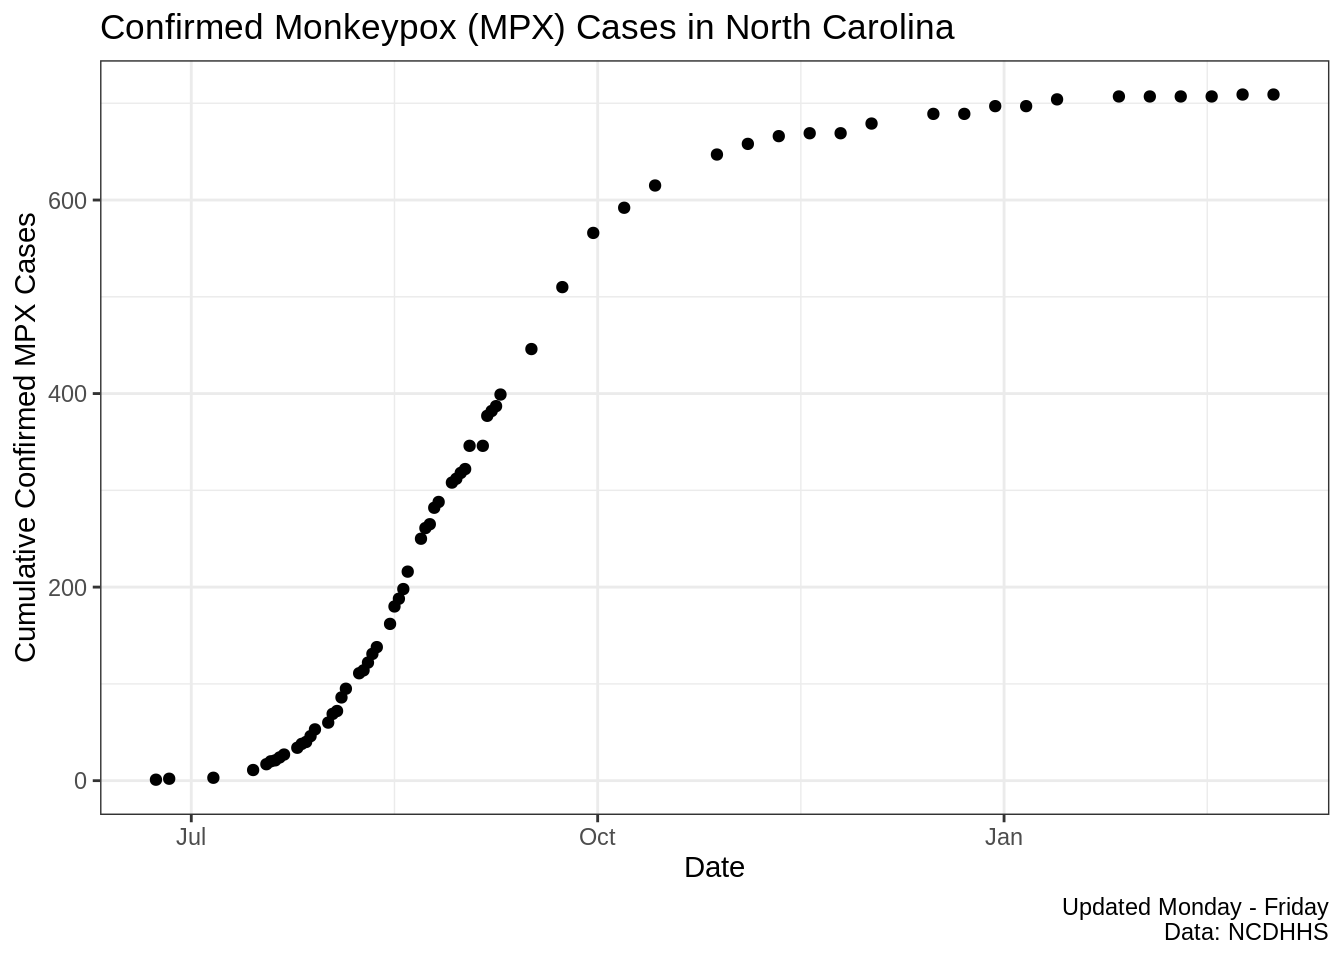 Confirmed Monkeypox (MPX) Cases in North Carolina
Cumulative Confirmed MPX Cases
600
400
200
0
Jul
Oct
Jan
Date
Updated Monday - Friday
Data: NCDHHS